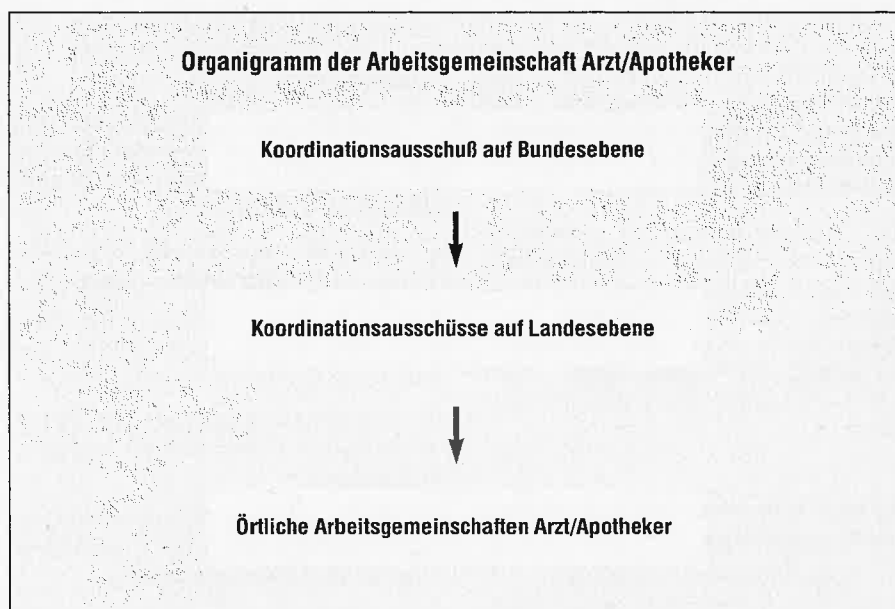 Organigramm der Arbeitsgemeinschaft Arzt/Apotheker
Koordinationsausschuß auf Bundesebene
Koordinationsausschüsse auf Landesebene
Örtliche Arbeitsgemeinschaften Arzt/Apotheker